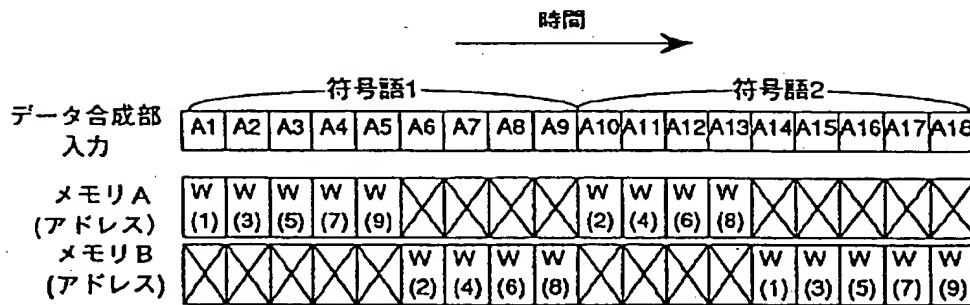 時間
符号語1 符号語2
データ合成部 A1 A2 A3 A4 A5 A6 A7 A8 A9 A10 A11 A12 A13 A14 A15 A16 A17 A18
入力
メモリA W W W W W W W W W
(アドレス) (1) (3) (5) (7) (9) (2) (4) (6) (8)
メモリB W W W W W W W W W
(アドレス) (2) (4) (6) (8) (1) (3) (5) (7) (9)